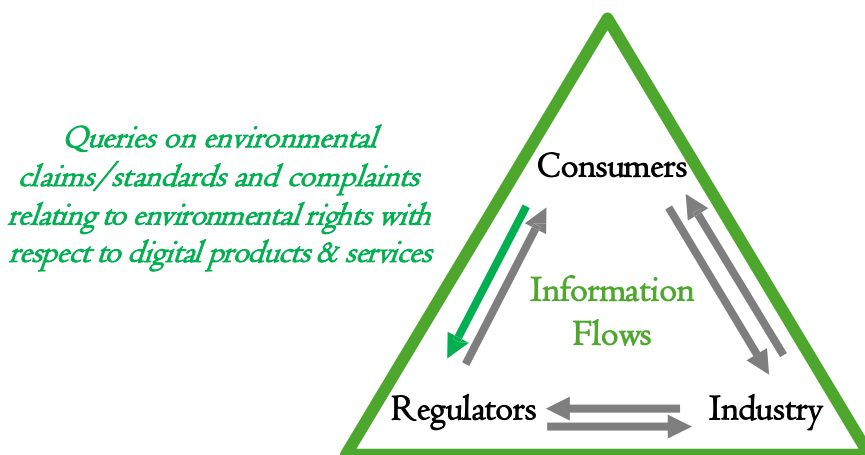 Queries on environmental
claims/standards and complaints
relating to environmental rights with
respect to digital products & services
Consumers
Information
Flows
Regulators
Industry